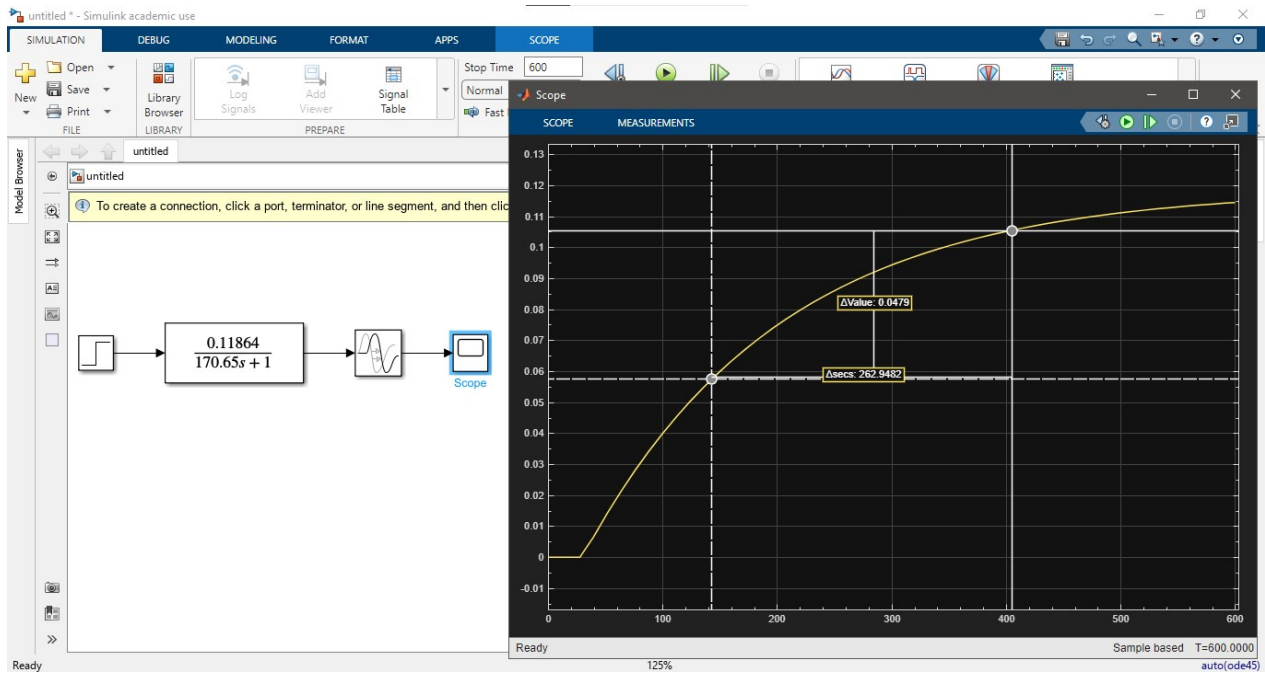 untitled * - Simulink academic use
SIMULATION DEBUG MODELING FORMAT APPS SCOPE
New
Open
Save
Print
FILE
Library
Browser
LIBRARY
Log
Signals
Add
Viewer
Signal
Table
PREPARE
Stop Time 600
Normal
Fast
Model Browser
untitled
untitled
To create a connection, click a port, terminator, or line segment, and then clic
0.11864
170.65s + 1
Scope
Scope
SCOPE MEASUREMENTS
0.13
0.12
0.11
0.1
0.09
0.08
0.07
0.06
0.05
0.04
0.03
0.02
0.01
0
-0.01
ΔValue: 0.0479
Δsecs: 262.9482
0 100 200 300 400 500 600
Ready Sample based T=600.0000
Ready 125% auto(ode45)